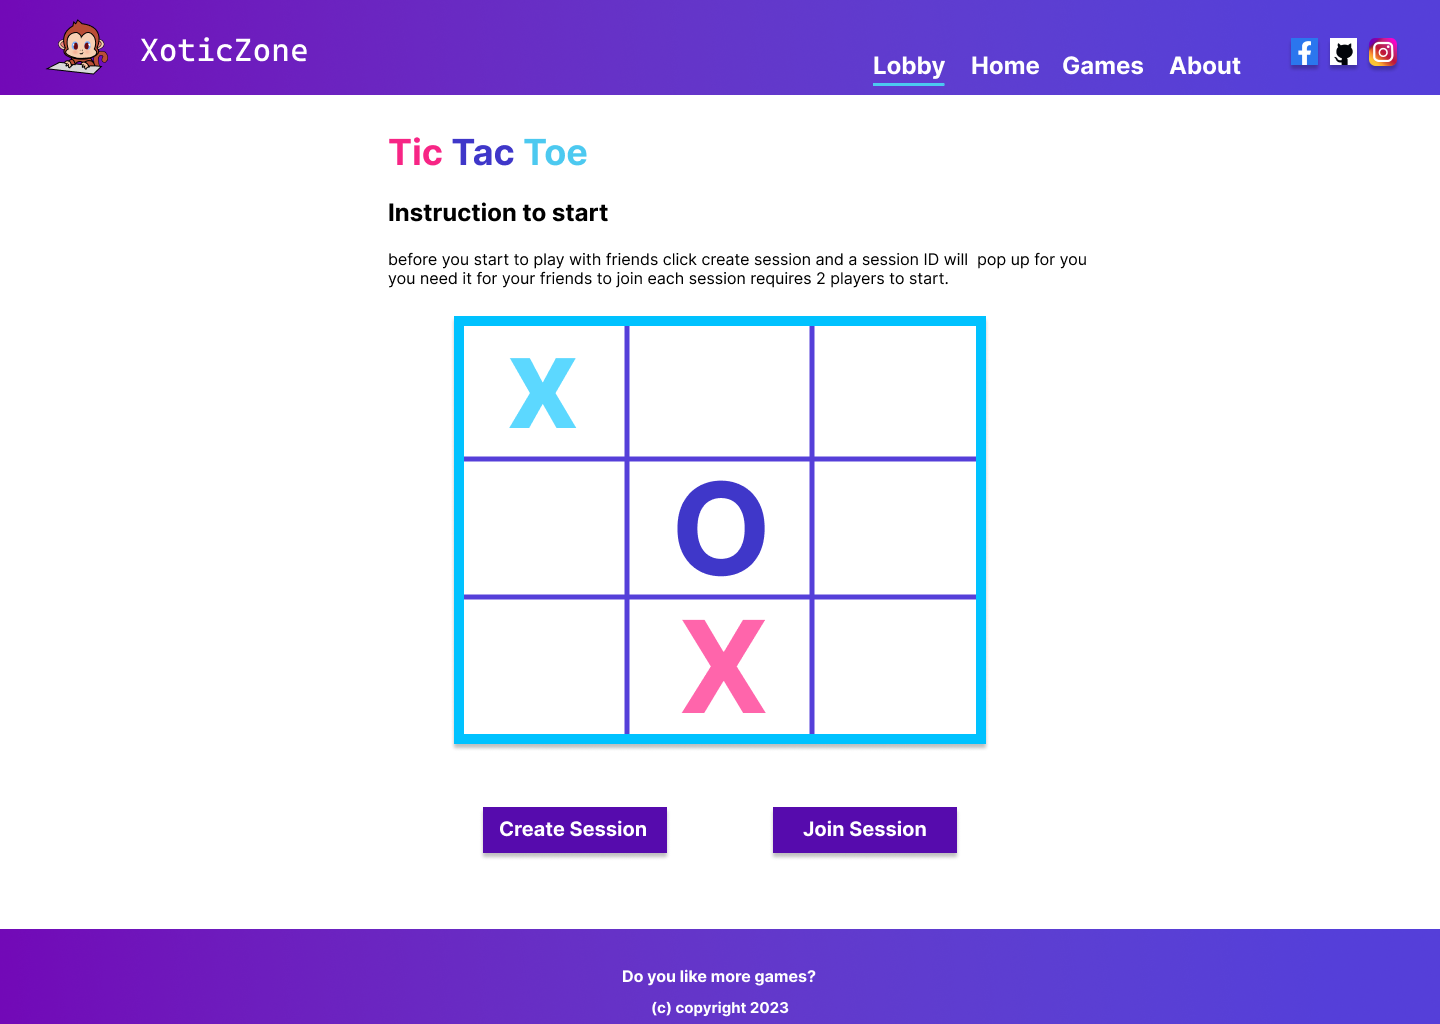 XoticZone
Lobby Home Games About
Tic Tac Toe
Instruction to start
before you start to play with friends click create session and a session ID will  pop up for you
you need it for your friends to join each session requires 2 players to start.
X
O
X
Create Session Join Session
Do you like more games?
(c) copyright 2023